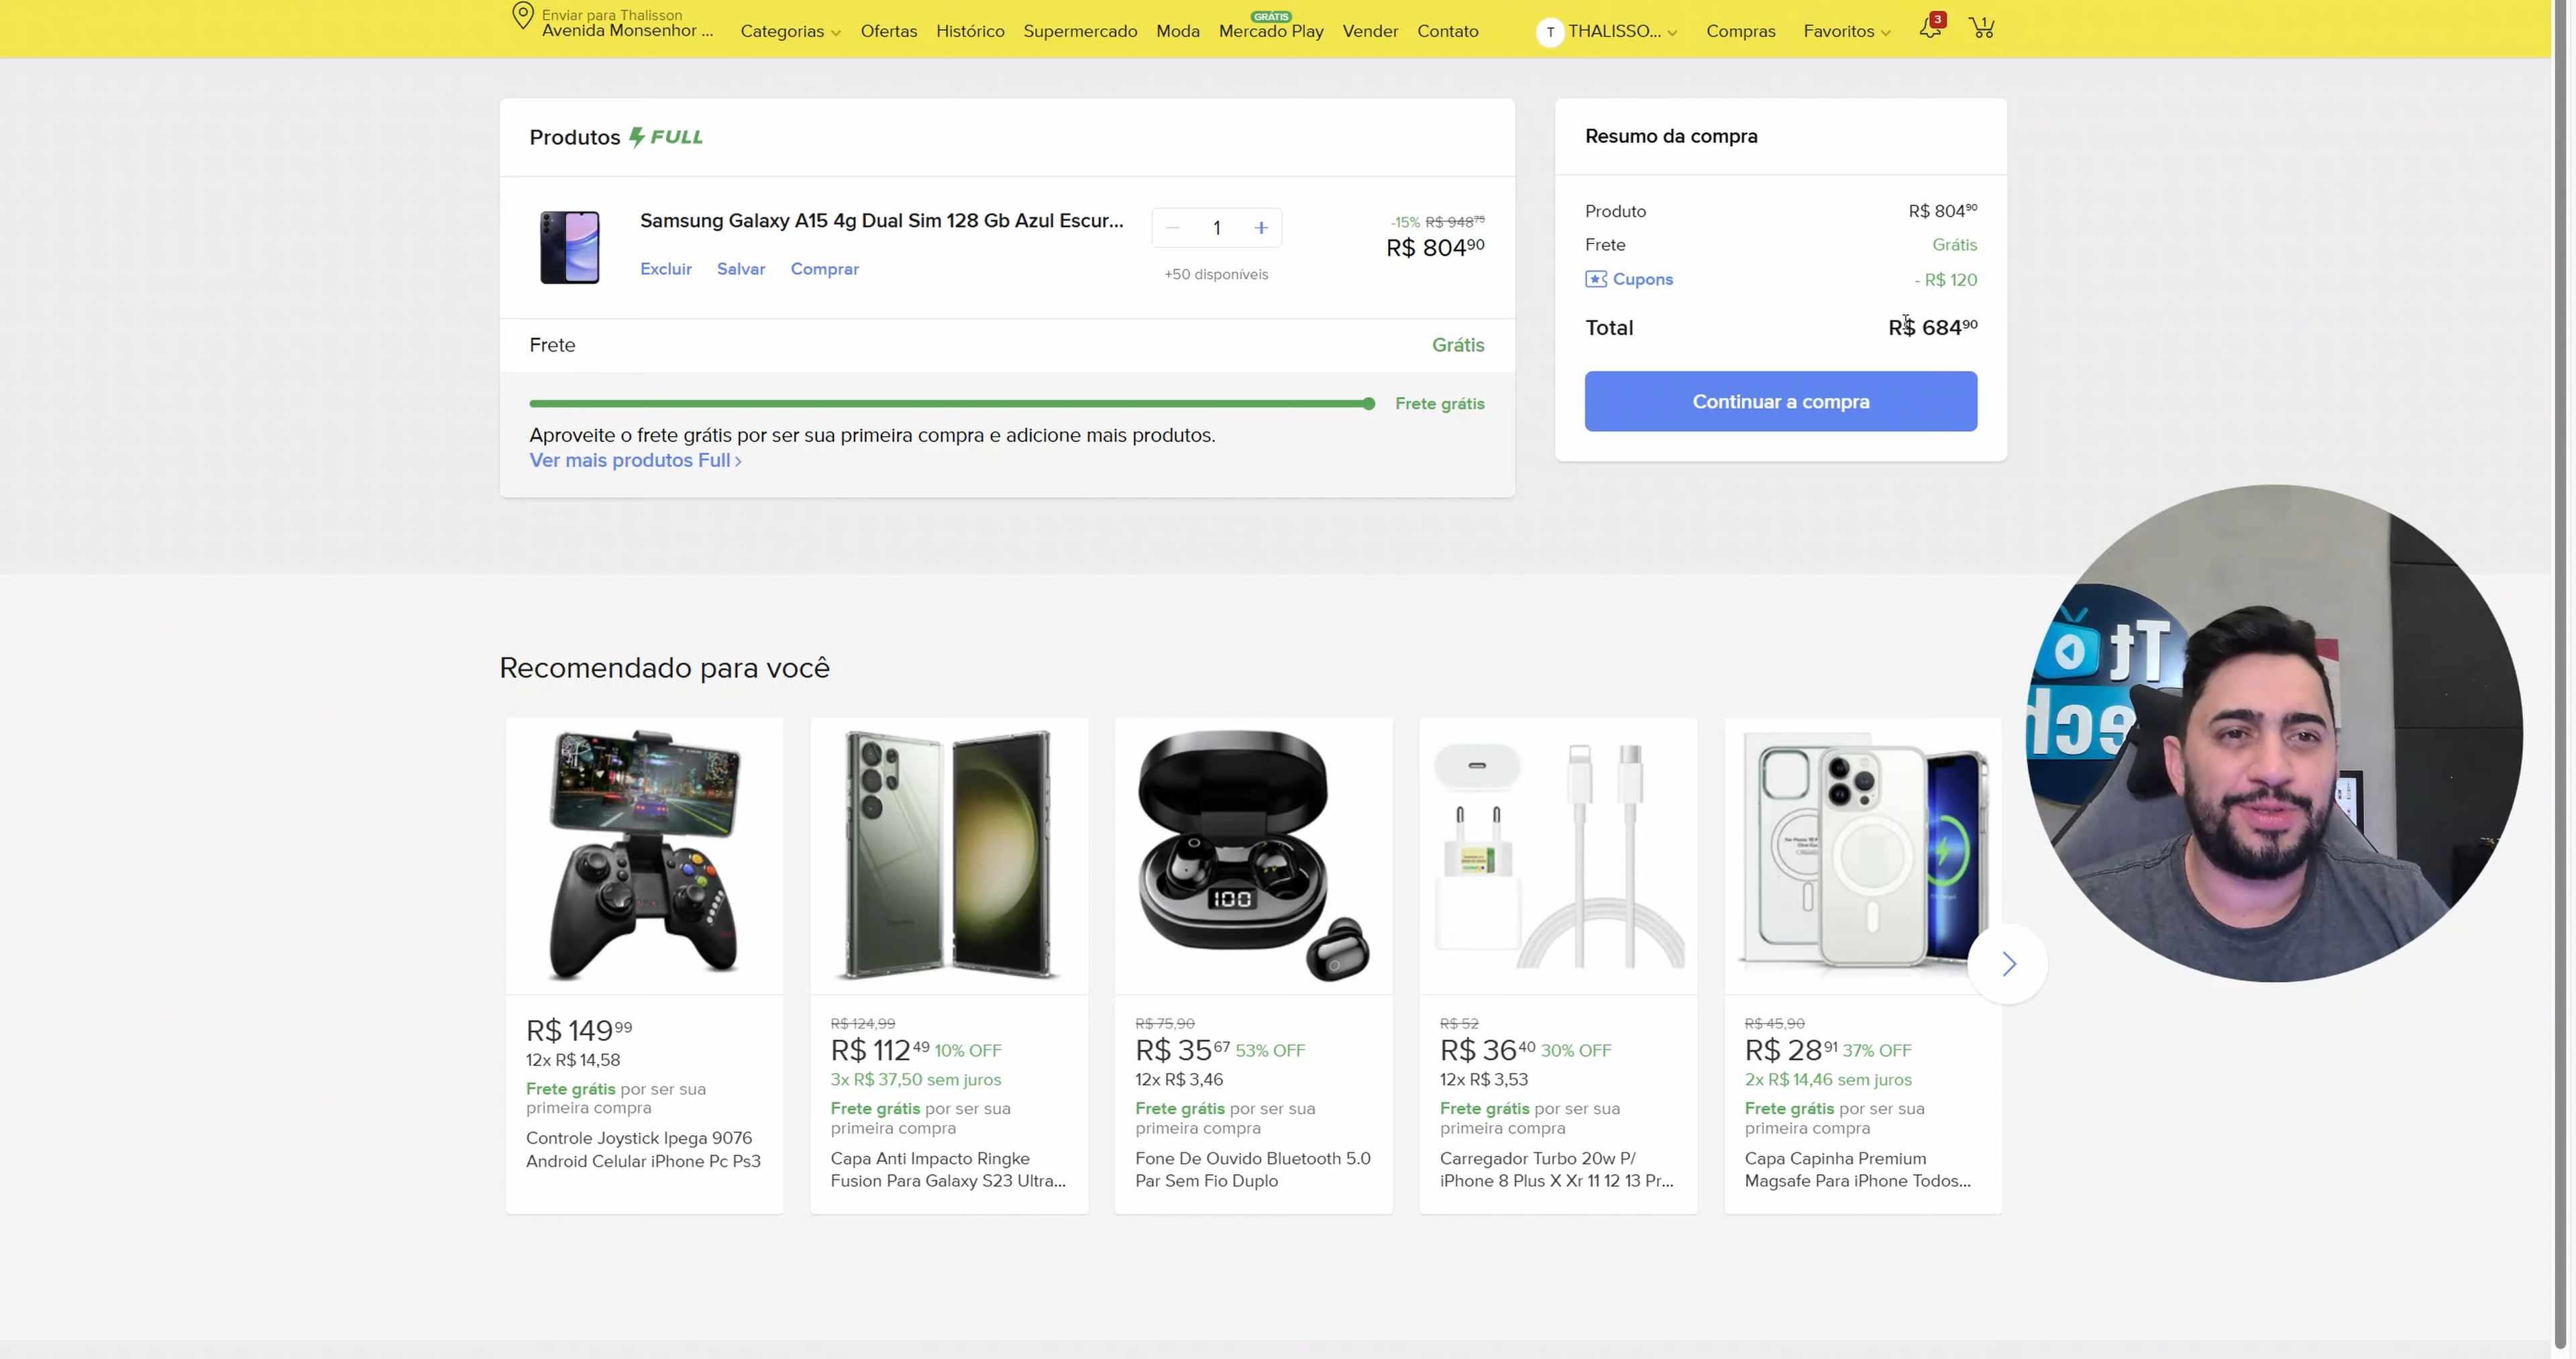 Enviar para Thalisson
Avenida Monsenhor ...
Categorias
Ofertas
Histórico
Supermercado
Moda
GRÁTIS
Mercado Play
Vender
Contato
T
THALISSO...
Compras
Favoritos
3
1
Produtos FULL
Samsung Galaxy A15 4g Dual Sim 128 Gb Azul Escur...
Excluir Salvar Comprar
− 1 +
+50 disponíveis
-15% R$ 948⁷⁵
R$ 804⁹⁰
Frete Grátis
Frete grátis
Aproveite o frete grátis por ser sua primeira compra e adicione mais produtos.
Ver mais produtos Full >
Resumo da compra
Produto R$ 804⁹⁰
Frete Grátis
Cupons - R$ 120
Total R$ 684⁹⁰
Continuar a compra
Tt
Tech
Recomendado para você
R$ 149⁹⁹
12x R$ 14,58
Frete grátis por ser sua
primeira compra
Controle Joystick Ipega 9076
Android Celular iPhone Pc Ps3
R$ 124,99
R$ 112⁴⁹ 10% OFF
3x R$ 37,50 sem juros
Frete grátis por ser sua
primeira compra
Capa Anti Impacto Ringke
Fusion Para Galaxy S23 Ultra...
100
R$ 75,90
R$ 35⁶⁷ 53% OFF
12x R$ 3,46
Frete grátis por ser sua
primeira compra
Fone De Ouvido Bluetooth 5.0
Par Sem Fio Duplo
R$ 52
R$ 36⁴⁰ 30% OFF
12x R$ 3,53
Frete grátis por ser sua
primeira compra
Carregador Turbo 20w P/
iPhone 8 Plus X Xr 11 12 13 Pr...
R$ 45,90
R$ 28⁹¹ 37% OFF
2x R$ 14,46 sem juros
Frete grátis por ser sua
primeira compra
Capa Capinha Premium
Magsafe Para iPhone Todos...